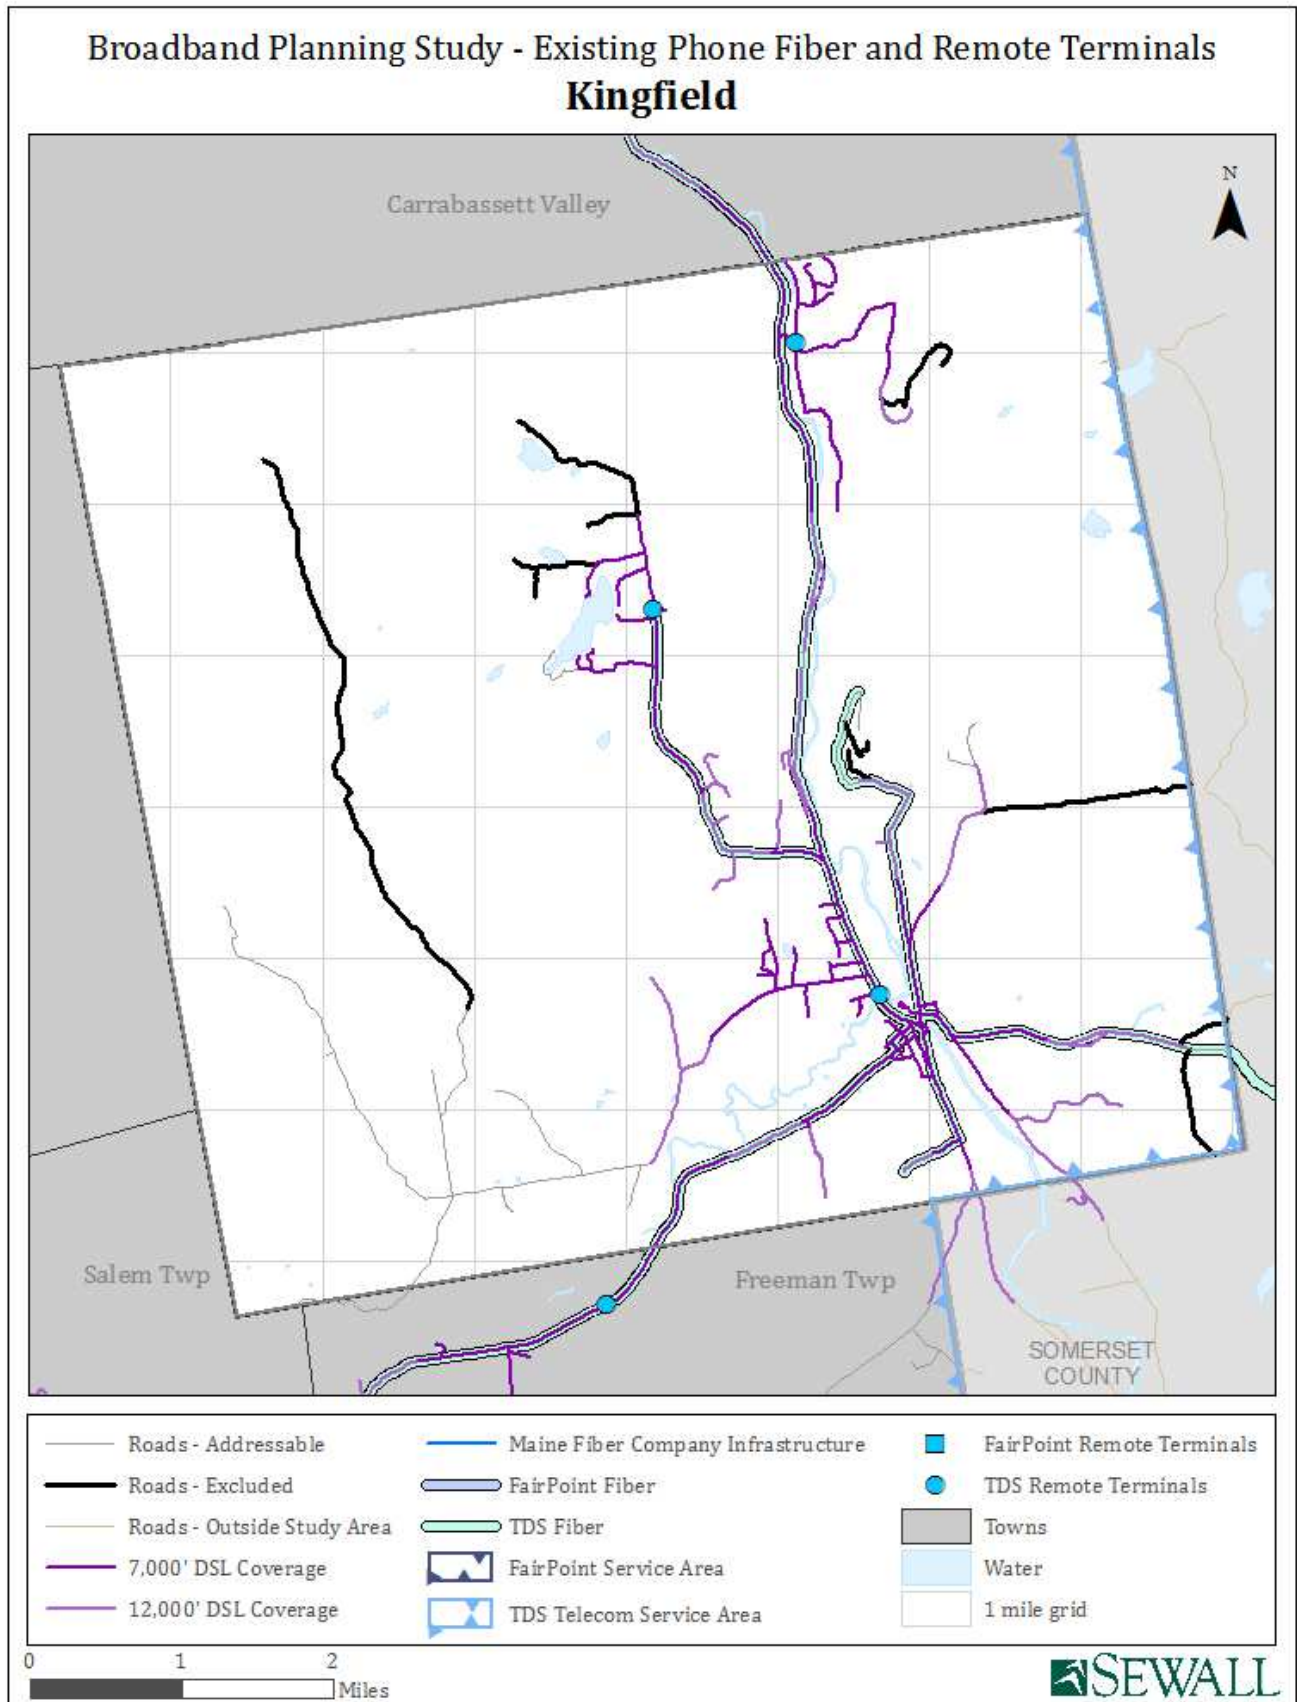 Broadband Planning Study - Existing Phone Fiber and Remote Terminals
Kingfield
Carrabassett Valley
N
Salem Twp
Freeman Twp
SOMERSET
COUNTY
Roads - Addressable
Roads - Excluded
Roads - Outside Study Area
7,000' DSL Coverage
12,000' DSL Coverage
Maine Fiber Company Infrastructure
FairPoint Fiber
TDS Fiber
FairPoint Service Area
TDS Telecom Service Area
FairPoint Remote Terminals
TDS Remote Terminals
Towns
Water
1 mile grid
0 1 2
Miles
SEWALL